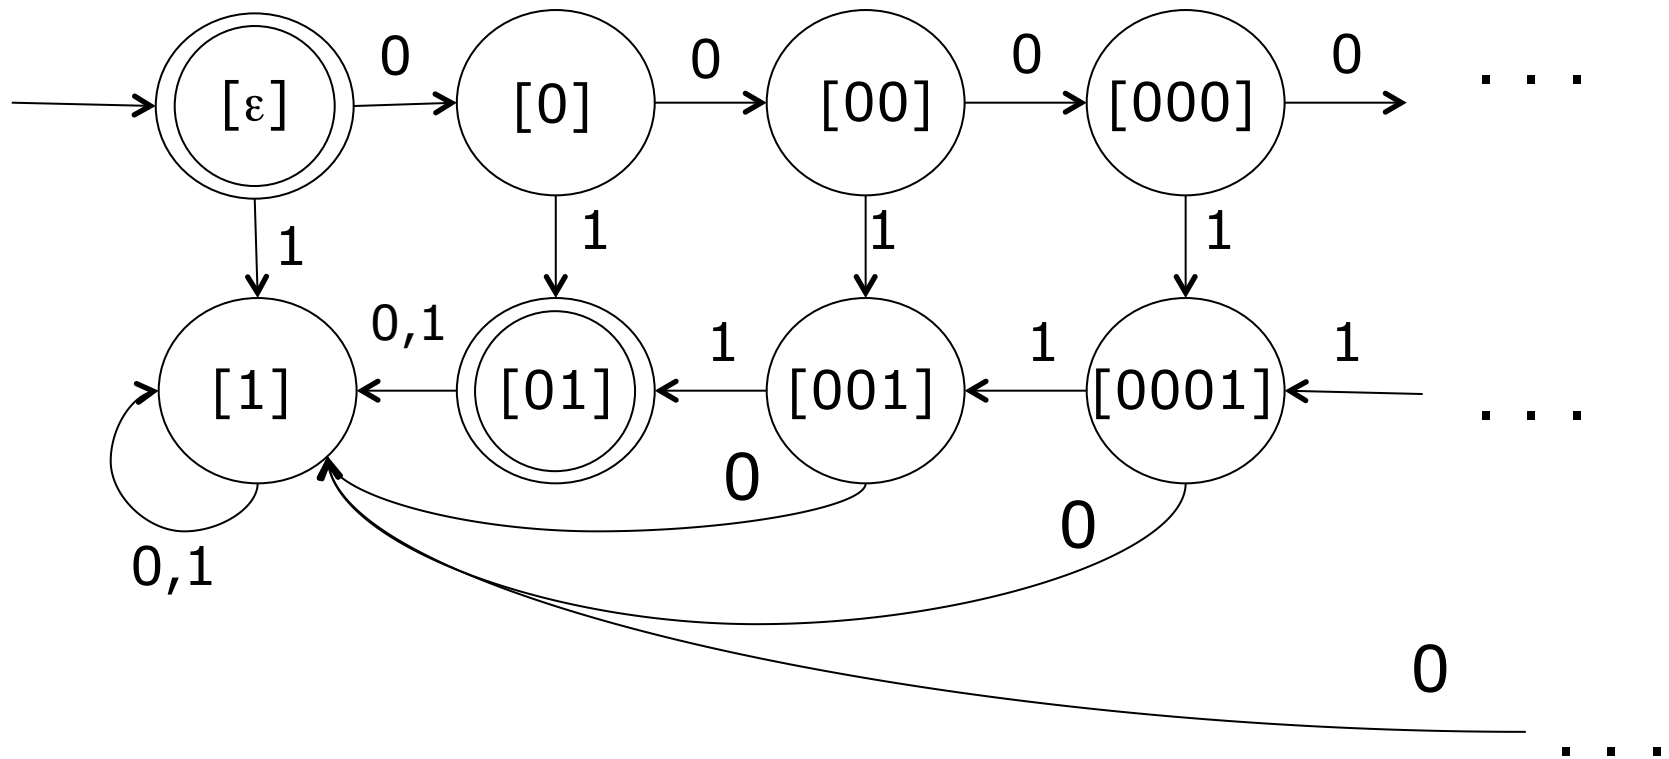 0 0 0 0 . . .
[ε] [0] [00] [000]
1 1 1 1
0,1 1 1 1
[1] [01] [001] [0001] . . .
0 0
0,1
0
. . .